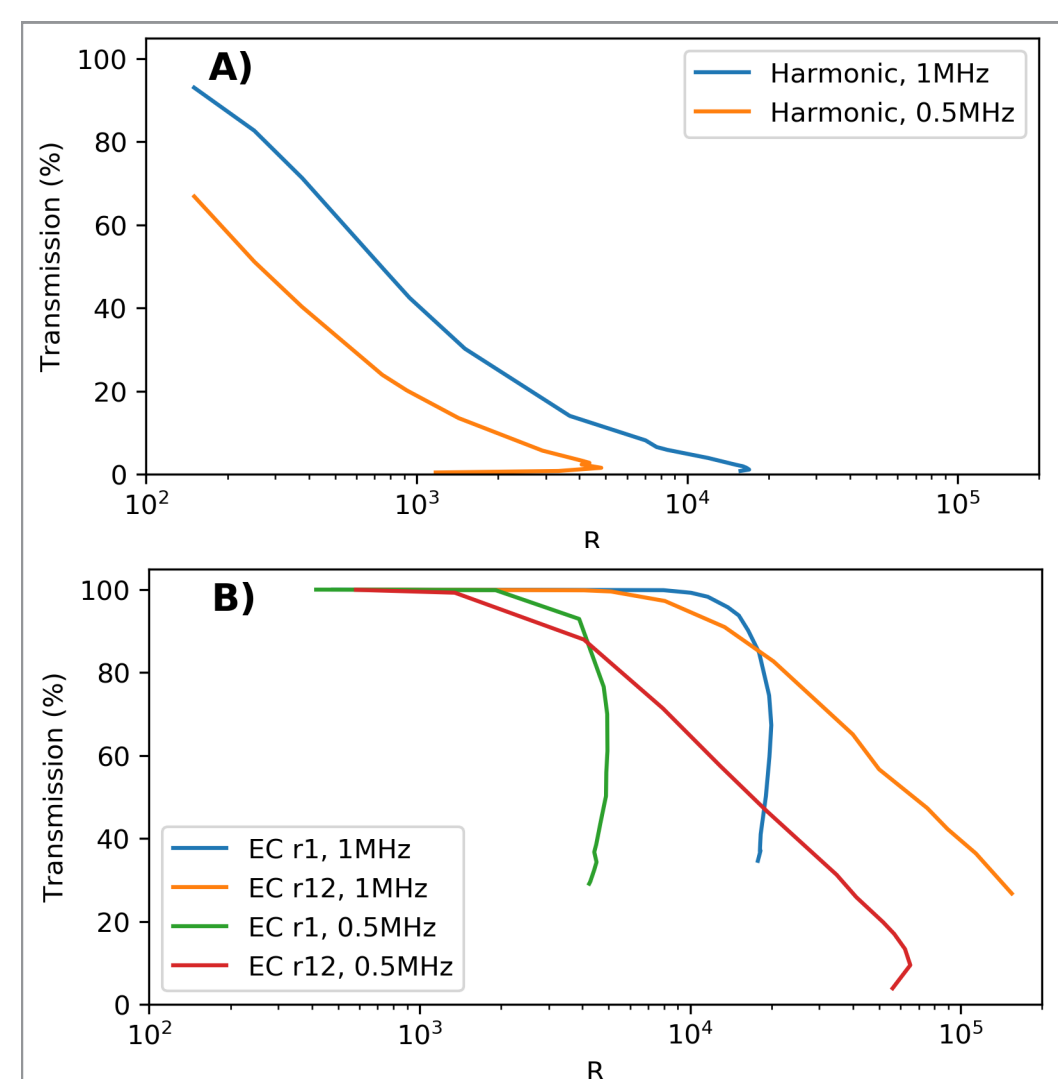 A)
Harmonic, 1MHz
Harmonic, 0.5MHz
Transmission (%)
100
80
60
40
20
0
10²
10³
10⁴
10⁵
R
B)
EC r1, 1MHz
EC r12, 1MHz
EC r1, 0.5MHz
EC r12, 0.5MHz
Transmission (%)
100
80
60
40
20
0
10²
10³
10⁴
10⁵
R